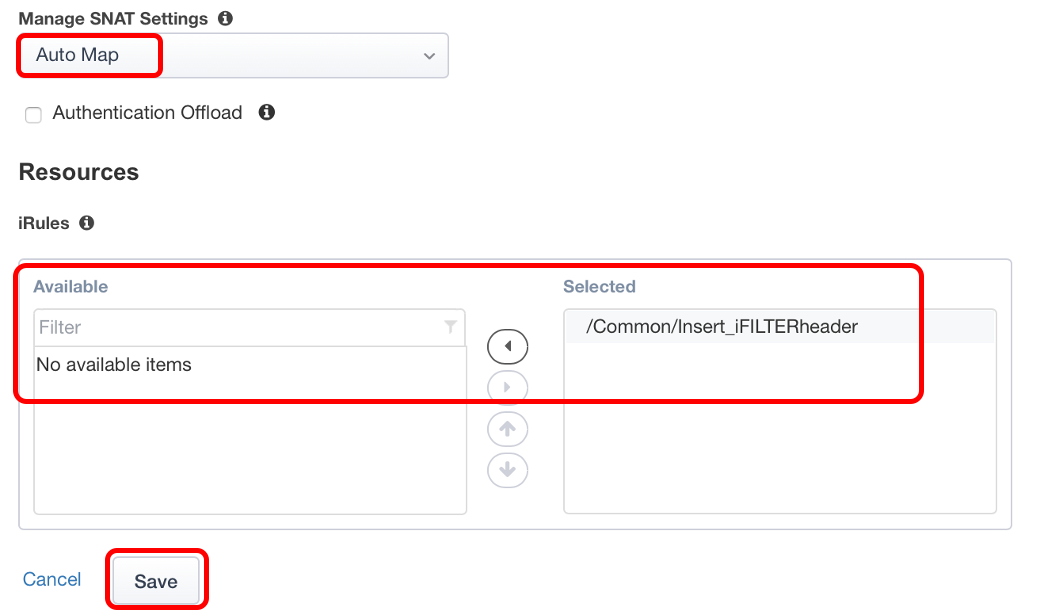 Manage SNAT Settings
Auto Map
Authentication Offload
Resources
iRules
Available
Selected
Filter
/Common/Insert_iFILTERheader
No available items
Cancel
Save